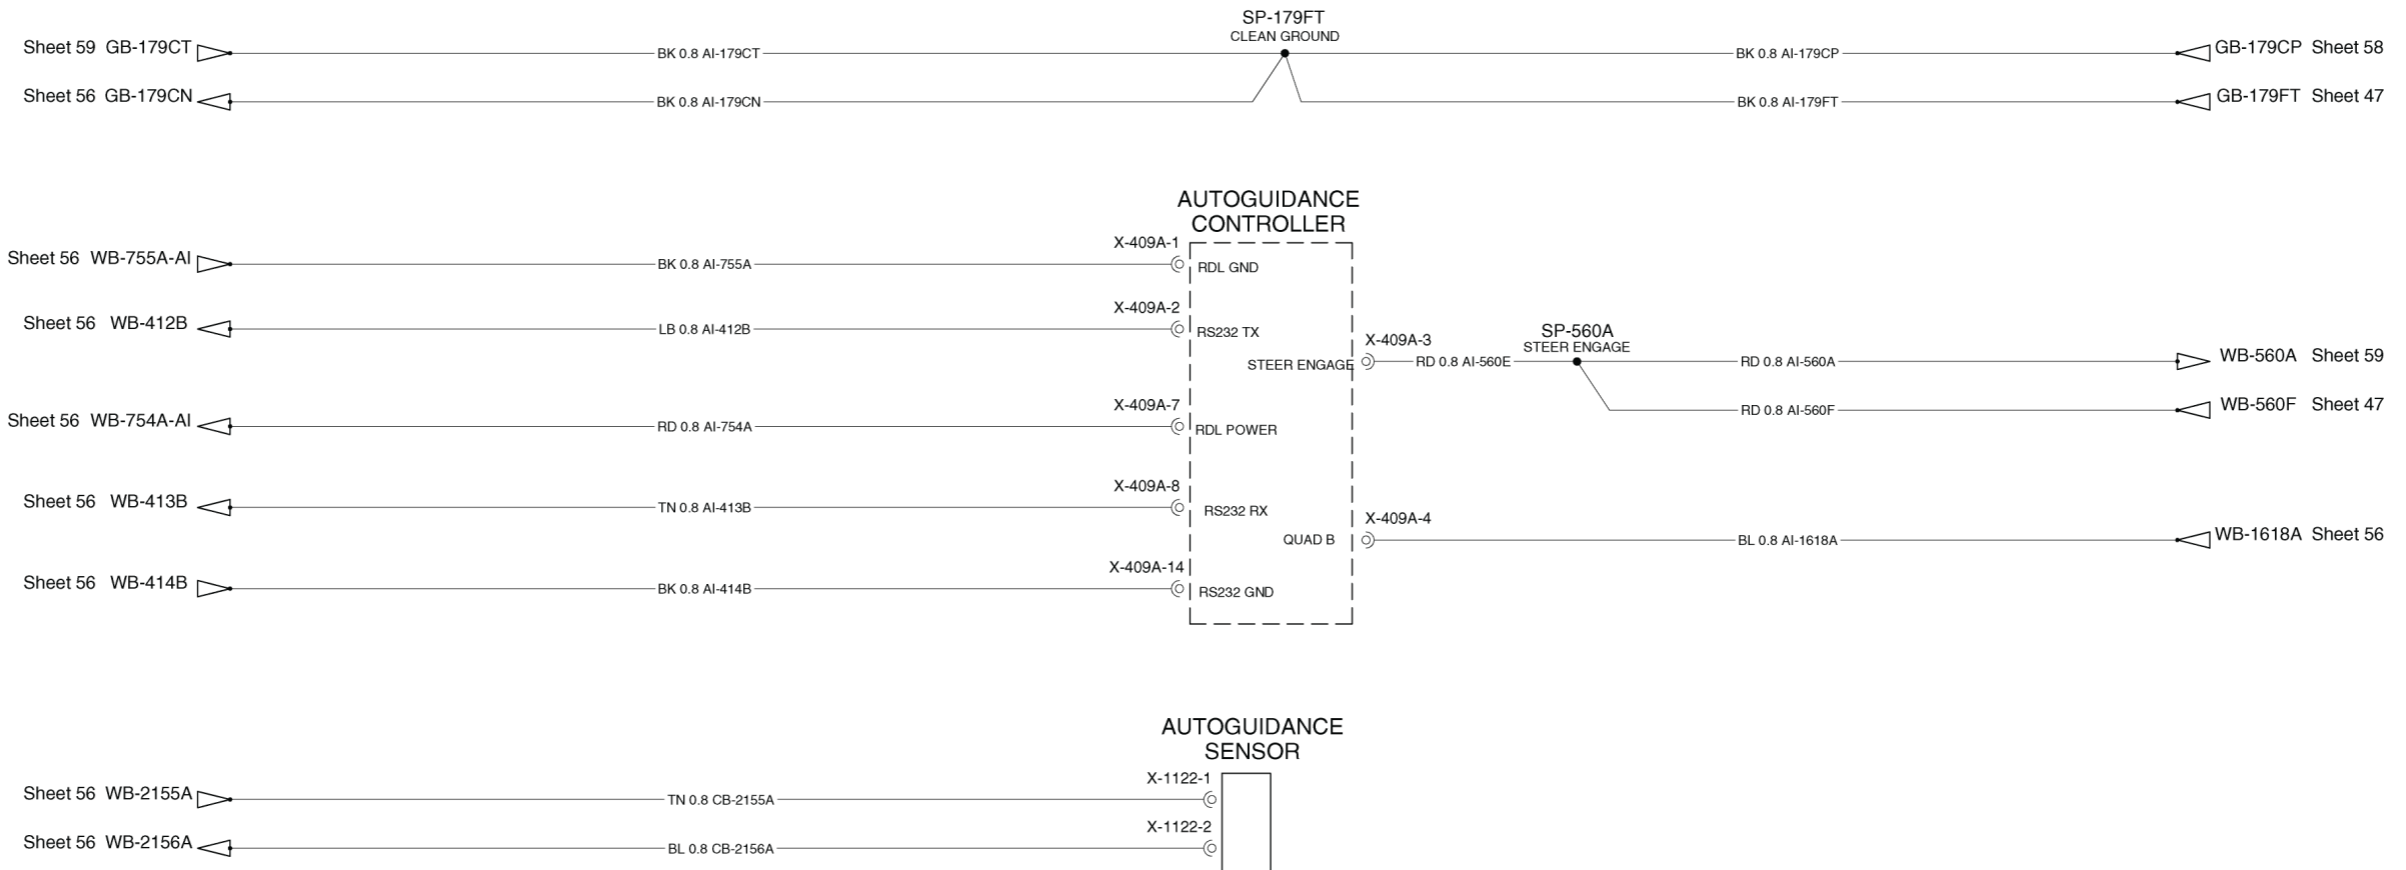 SP-179FT
CLEAN GROUND
Sheet 59 GB-179CT
BK 0.8 AI-179CT
BK 0.8 AI-179CP
GB-179CP Sheet 58
Sheet 56 GB-179CN
BK 0.8 AI-179CN
BK 0.8 AI-179FT
GB-179FT Sheet 47
AUTOGUIDANCE
CONTROLLER
X-409A-1
Sheet 56 WB-755A-AI
BK 0.8 AI-755A
RDL GND
X-409A-2
Sheet 56 WB-412B
LB 0.8 AI-412B
RS232 TX
X-409A-3
SP-560A
STEER ENGAGE
STEER ENGAGE
RD 0.8 AI-560E
RD 0.8 AI-560A
WB-560A Sheet 59
X-409A-7
RD 0.8 AI-560F
WB-560F Sheet 47
Sheet 56 WB-754A-AI
RD 0.8 AI-754A
RDL POWER
X-409A-8
Sheet 56 WB-413B
TN 0.8 AI-413B
RS232 RX
X-409A-4
QUAD B
BL 0.8 AI-1618A
WB-1618A Sheet 56
X-409A-14
Sheet 56 WB-414B
BK 0.8 AI-414B
RS232 GND
AUTOGUIDANCE
SENSOR
X-1122-1
Sheet 56 WB-2155A
TN 0.8 CB-2155A
X-1122-2
Sheet 56 WB-2156A
BL 0.8 CB-2156A